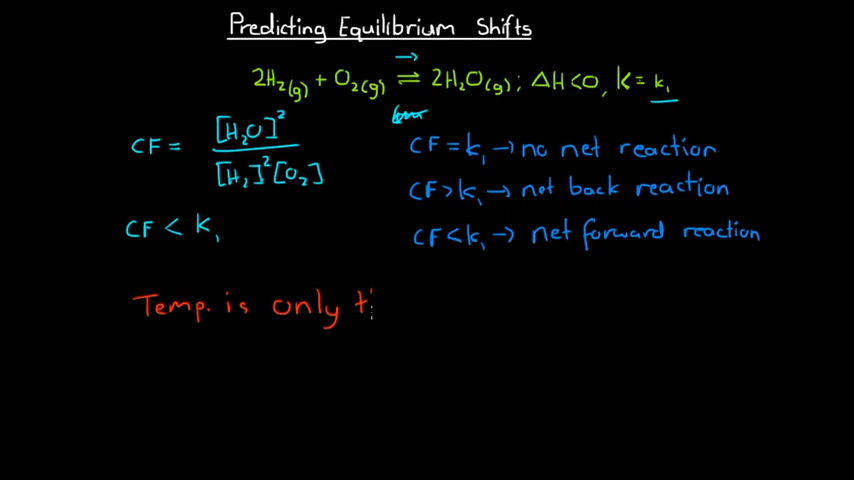 Predicting Equilibrium Shifts
2H₂(g) + O₂(g) ⇌ 2H₂O(g); ΔH<0, K = k₁
CF = [H₂O]² / [H₂]²[O₂]
CF = k₁ → no net reaction
CF > k₁ → net back reaction
CF < k₁ → net forward reaction
CF < K₁
Temp. is only